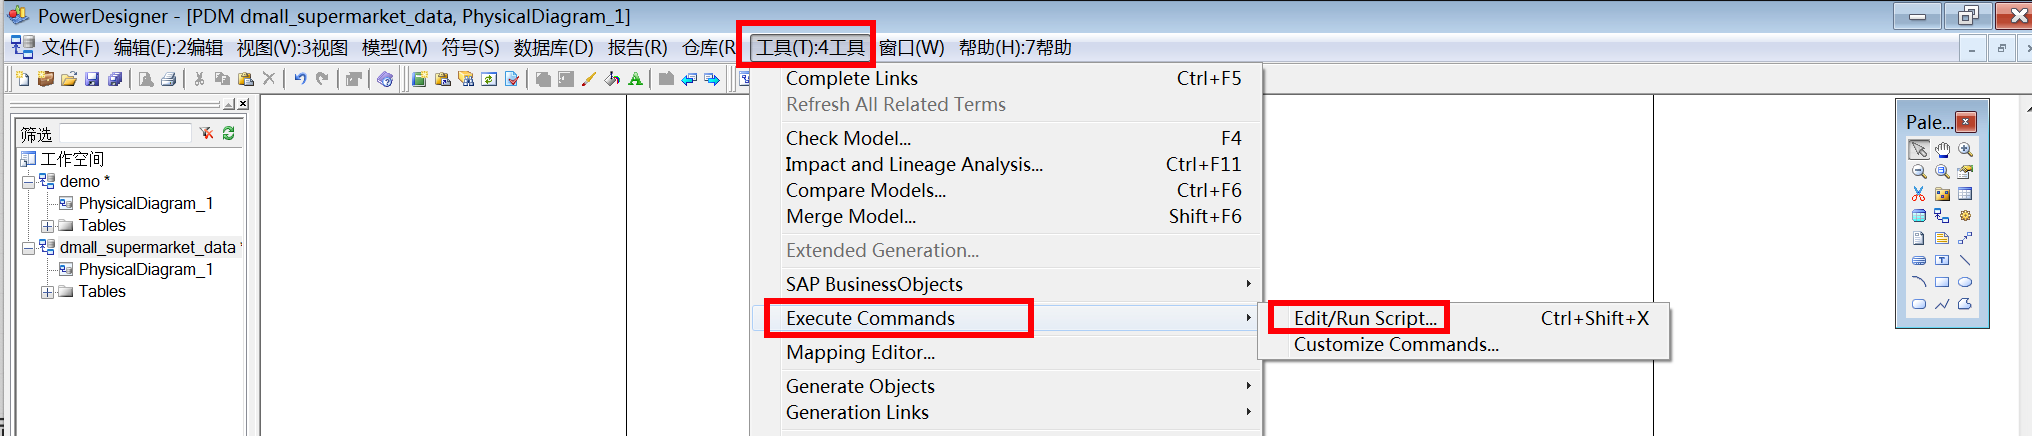 PowerDesigner - [PDM dmall_supermarket_data, PhysicalDiagram_1]
文件(F) 编辑(E):2编辑 视图(V):3视图 模型(M) 符号(S) 数据库(D) 报告(R) 仓库(R 工具(T):4工具 窗口(W) 帮助(H):7帮助
Complete Links Ctrl+F5
Refresh All Related Terms
Check Model... F4
Impact and Lineage Analysis... Ctrl+F11
Compare Models... Ctrl+F6
Merge Model... Shift+F6
Extended Generation...
SAP BusinessObjects
Execute Commands
Mapping Editor...
Generate Objects
Generation Links
Edit/Run Script... Ctrl+Shift+X
Customize Commands...
筛选
工作空间
demo *
PhysicalDiagram_1
Tables
dmall_supermarket_data *
PhysicalDiagram_1
Tables
Pale...